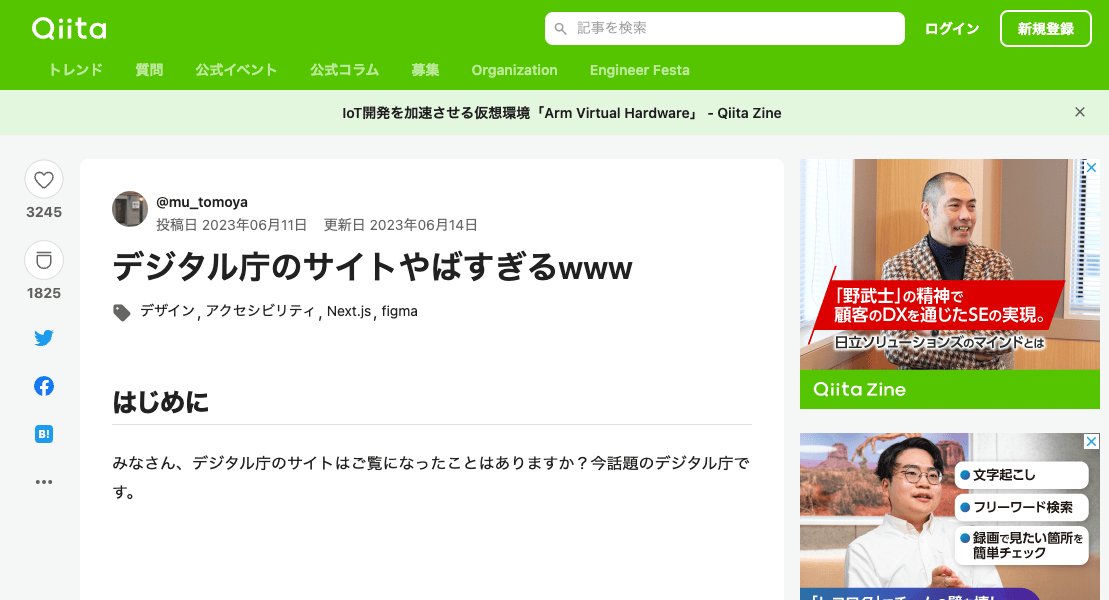 Qiita
記事を検索
ログイン
新規登録
トレンド 質問 公式イベント 公式コラム 募集 Organization Engineer Festa
IoT開発を加速させる仮想環境「Arm Virtual Hardware」 - Qiita Zine
3245
1825
B!
@mu_tomoya
投稿日 2023年06月11日 更新日 2023年06月14日
デジタル庁のサイトやばすぎるwww
デザイン, アクセシビリティ, Next.js, figma
はじめに
みなさん、デジタル庁のサイトはご覧になったことはありますか？今話題のデジタル庁で
す。
「野武士」の精神で
顧客のDXを通じたSEの実現。
日立ソリューションズのマインドとは
Qiita Zine
文字起こし
フリーワード検索
録画で見たい箇所を
簡単チェック